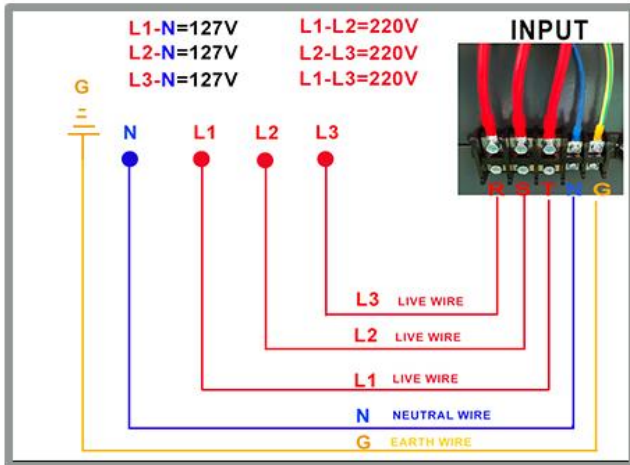 L1-N=127V
L2-N=127V
L3-N=127V
L1-L2=220V
L2-L3=220V
L1-L3=220V
INPUT
G
N
L1
L2
L3
R S T N G
L3 LIVE WIRE
L2 LIVE WIRE
L1 LIVE WIRE
N NEUTRAL WIRE
G EARTH WIRE